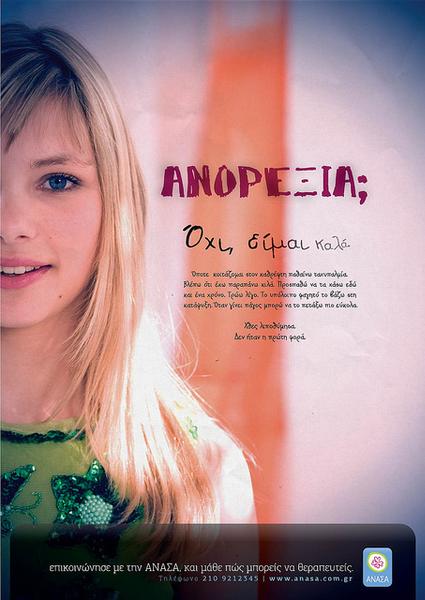 ΑΝΟΡΕΞΙΑ;
Όχι, είμαι καλά.
Όποτε κοιτάζομαι στον καθρέφτη παθαίνω ταχυπαλμία.
Βλέπω ότι έχω παραπάνω κιλά. Προσπαθώ να τα χάσω εδώ
και ένα χρόνο. Τρώω λίγο. Το υπόλοιπο φαγητό το βάζω στη
κατάψυξη. Όταν γίνει πάγος μπορώ να το πετάξω πιο εύκολα.
Χθες λιποθύμησα.
Δεν ήταν η πρώτη φορά.
επικοινώνησε με την ΑΝΑΣΑ, και μάθε πώς μπορείς να θεραπευτείς.
Τηλέφωνο 210 9212345 | www.anasa.com.gr
ΑΝΑΣΑ